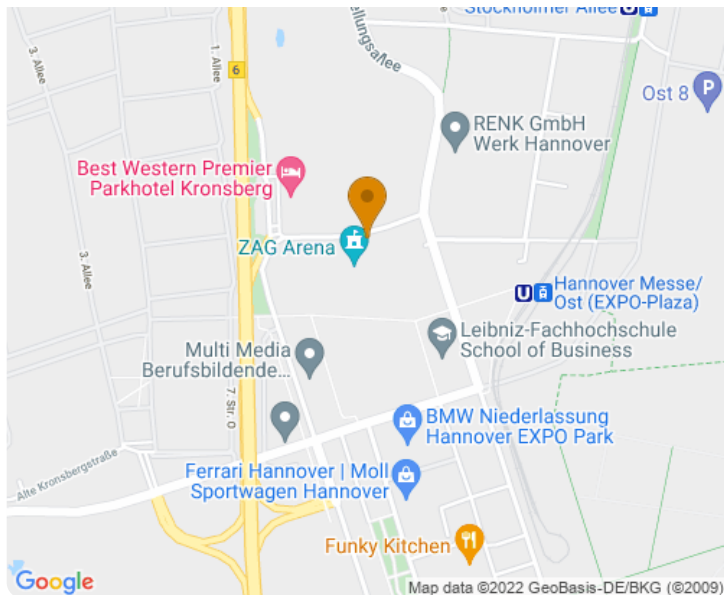 Stockholmer Allee U
ellungsallee
3. Allee
1. Allee
6
Ost 8 P
RENK GmbH
Werk Hannover
Best Western Premier
Parkhotel Kronsberg
ZAG Arena
3. Allee
U Hannover Messe/
Ost (EXPO-Plaza)
Leibniz-Fachhochschule
School of Business
Multi Media
Berufsbildende...
7. Str. O
BMW Niederlassung
Hannover EXPO Park
Alte Kronsbergstraße
Ferrari Hannover | Moll
Sportwagen Hannover
Funky Kitchen
Google
Map data ©2022 GeoBasis-DE/BKG (©2009)